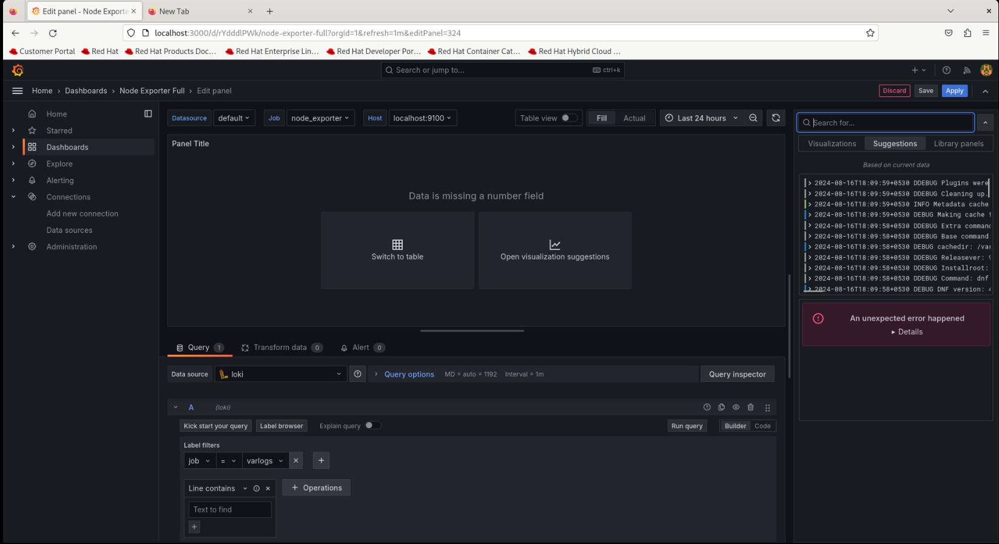 Edit panel - Node Exporte
New Tab
localhost:3000/d/rYdddlPWk/node-exporter-full?orgId=1&refresh=1m&editPanel=324
Customer Portal
Red Hat
Red Hat Products Doc...
Red Hat Enterprise Lin...
Red Hat Developer Por...
Red Hat Container Cat...
Red Hat Hybrid Cloud ...
Search or jump to...
ctrl+k
Home › Dashboards › Node Exporter Full › Edit panel
Discard
Save
Apply
Home
Starred
Dashboards
Explore
Alerting
Connections
Add new connection
Data sources
Administration
Datasource
default
Job
node_exporter
Host
localhost:9100
Table view
Fill
Actual
Last 24 hours
Panel Title
Data is missing a number field
Switch to table
Open visualization suggestions
Query 1
Transform data 0
Alert 0
Data source
loki
Query options
MD = auto = 1192
Interval = 1m
Query inspector
A
(loki)
Kick start your query
Label browser
Explain query
Run query
Builder
Code
Label filters
job
=
varlogs
Line contains
Operations
Text to find
Search for...
Visualizations
Suggestions
Library panels
Based on current data
2024-08-16T18:09:59+0530 DDEBUG Plugins were
2024-08-16T18:09:59+0530 DDEBUG Cleaning up.
2024-08-16T18:09:59+0530 INFO Metadata cache
2024-08-16T18:09:59+0530 DEBUG Making cache
2024-08-16T18:09:58+0530 DDEBUG Extra command
2024-08-16T18:09:58+0530 DDEBUG Base command
2024-08-16T18:09:58+0530 DEBUG cachedir: /var
2024-08-16T18:09:58+0530 DDEBUG Releasever: 9
2024-08-16T18:09:58+0530 DDEBUG Installroot:
2024-08-16T18:09:58+0530 DDEBUG Command: dnf
2024-08-16T18:09:58+0530 DEBUG DNF version: 4
An unexpected error happened
Details